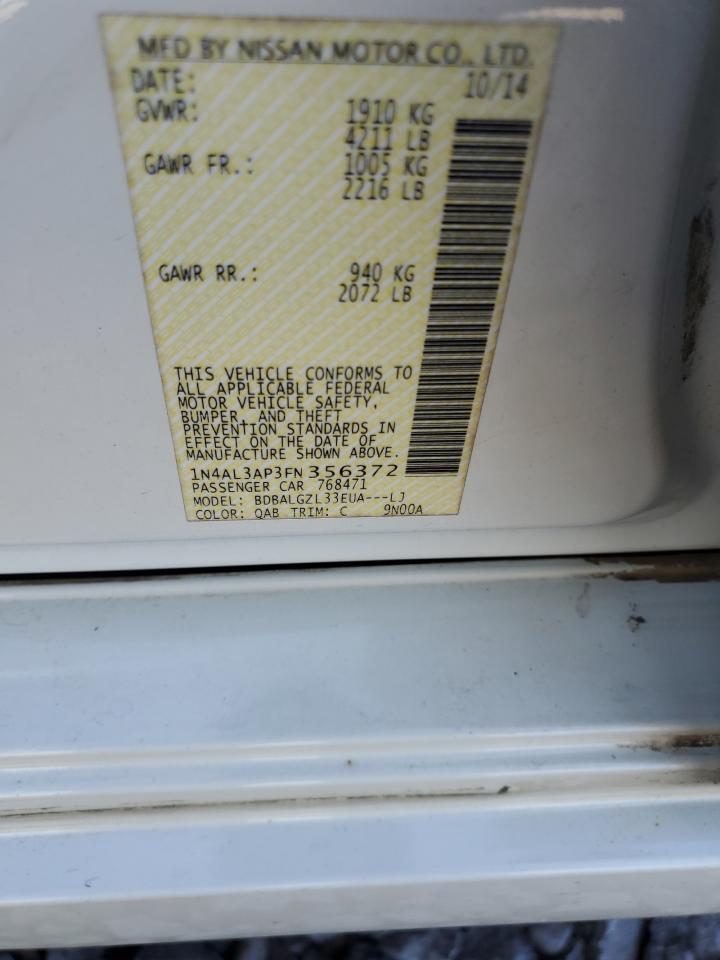 MFD BY NISSAN MOTOR CO., LTD.
DATE: 10/14
GVWR: 1910 KG
4211 LB
GAWR FR.: 1005 KG
2216 LB
GAWR RR.: 940 KG
2072 LB
THIS VEHICLE CONFORMS TO
ALL APPLICABLE FEDERAL
MOTOR VEHICLE SAFETY,
BUMPER, AND THEFT
PREVENTION STANDARDS IN
EFFECT ON THE DATE OF
MANUFACTURE SHOWN ABOVE.
1N4AL3AP3FN356372
PASSENGER CAR 768471
MODEL: BDBALGZL33EUA---LJ
COLOR: QAB TRIM: C 9N00A